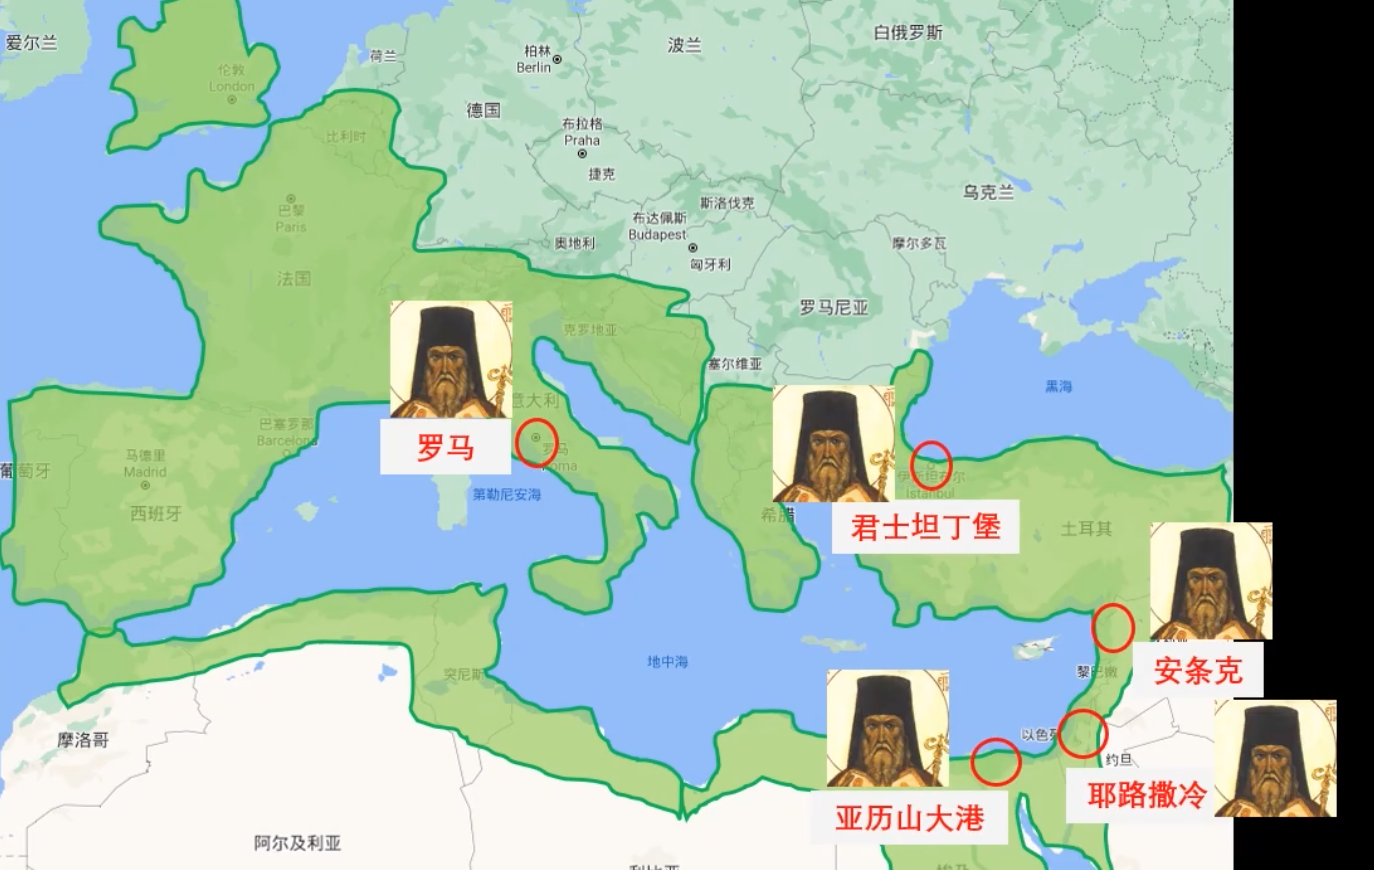 爱尔兰
伦敦
London
荷兰
柏林
Berlin
波兰
白俄罗斯
德国
比利时
布拉格
Praha
捷克
乌克兰
斯洛伐克
巴黎
Paris
布达佩斯
Budapest
奥地利
匈牙利
摩尔多瓦
法国
罗马尼亚
克罗地亚
塞尔维亚
黑海
意大利
巴塞罗那
Barcelona
罗马
罗马
Roma
葡萄牙
马德里
Madrid
西班牙
第勒尼安海
伊斯坦布尔
Istanbul
希腊
君士坦丁堡
土耳其
地中海
突尼斯
黎巴嫩
安条克
摩洛哥
以色列
约旦
耶路撒冷
亚历山大港
阿尔及利亚
利比亚
埃及